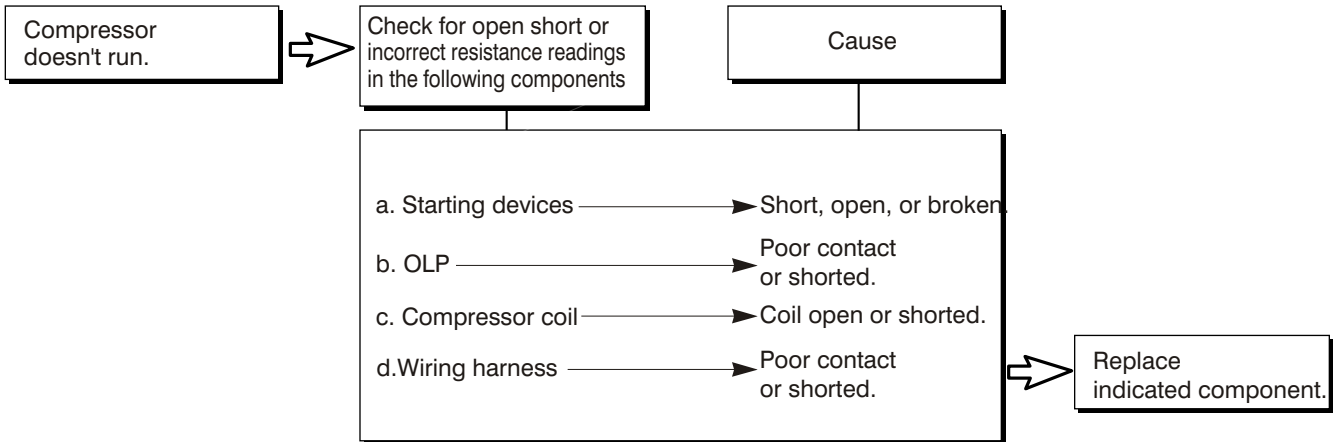 Compressor
doesn't run.
Check for open short or
incorrect resistance readings
in the following components
Cause
a. Starting devices
Short, open, or broken.
b. OLP
Poor contact
or shorted.
c. Compressor coil
Coil open or shorted.
d.Wiring harness
Poor contact
or shorted.
Replace
indicated component.